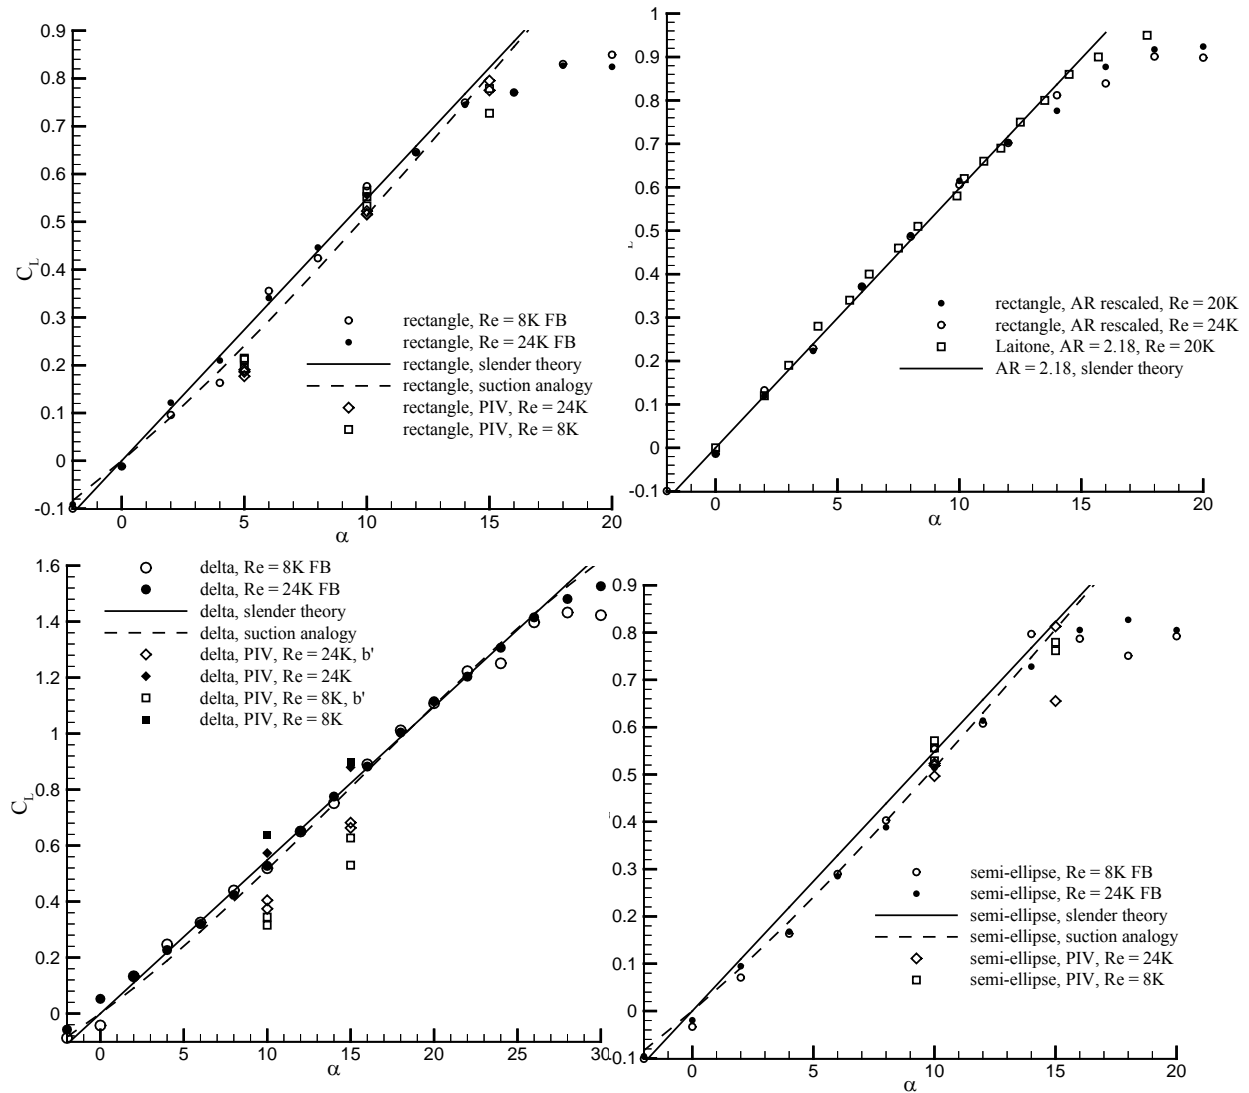 0.9
0.8
0.7
0.6
0.5
0.4
0.3
0.2
0.1
0
-0.1
C_L
0 5 10 15 20
α
rectangle, Re = 8K FB
rectangle, Re = 24K FB
rectangle, slender theory
rectangle, suction analogy
rectangle, PIV, Re = 24K
rectangle, PIV, Re = 8K
1
0.9
0.8
0.7
0.6
0.5
0.4
0.3
0.2
0.1
0
-0.1
L
0 5 10 15 20
α
rectangle, AR rescaled, Re = 20K
rectangle, AR rescaled, Re = 24K
Laitone, AR = 2.18, Re = 20K
AR = 2.18, slender theory
1.6
1.4
1.2
1
0.8
0.6
0.4
0.2
0
C_L
0 5 10 15 20 25 30
α
delta, Re = 8K FB
delta, Re = 24K FB
delta, slender theory
delta, suction analogy
delta, PIV, Re = 24K, b'
delta, PIV, Re = 24K
delta, PIV, Re = 8K, b'
delta, PIV, Re = 8K
0.9
0.8
0.7
0.6
0.5
0.4
0.3
0.2
0.1
0
-0.1
0 5 10 15 20
α
semi-ellipse, Re = 8K FB
semi-ellipse, Re = 24K FB
semi-ellipse, slender theory
semi-ellipse, suction analogy
semi-ellipse, PIV, Re = 24K
semi-ellipse, PIV, Re = 8K